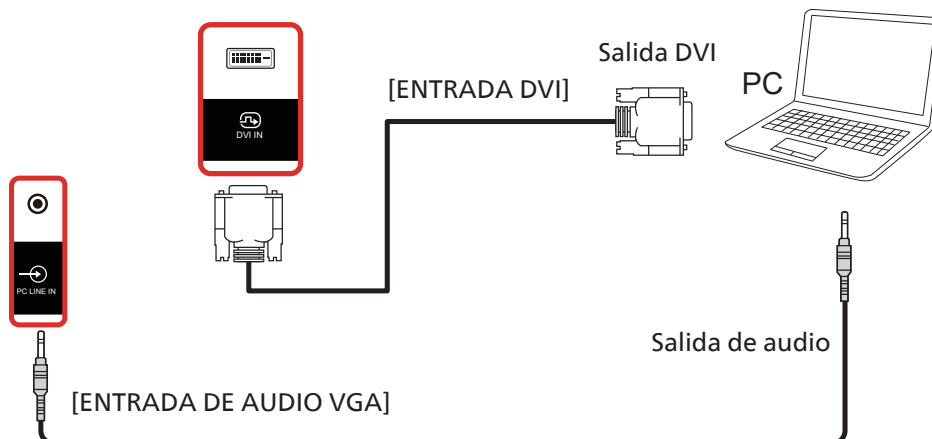 Salida DVI
PC
[ENTRADA DVI]
DVI IN
PC LINE IN
Salida de audio
[ENTRADA DE AUDIO VGA]